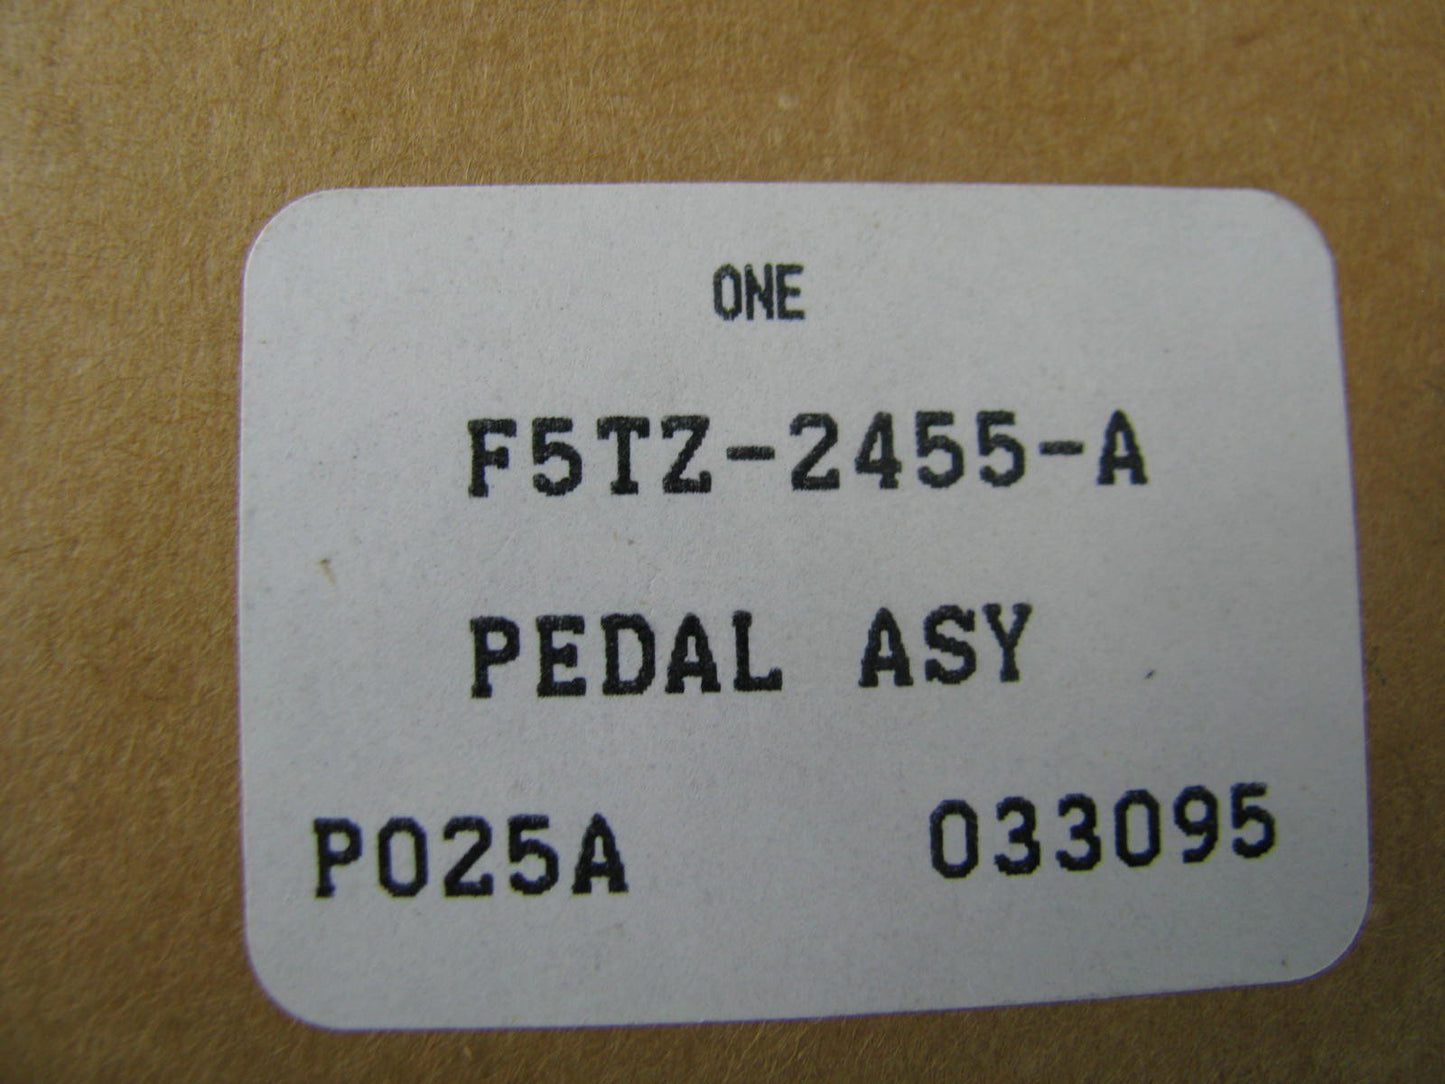 ONE
F5TZ-2455-A
PEDAL ASY
P025A 033095